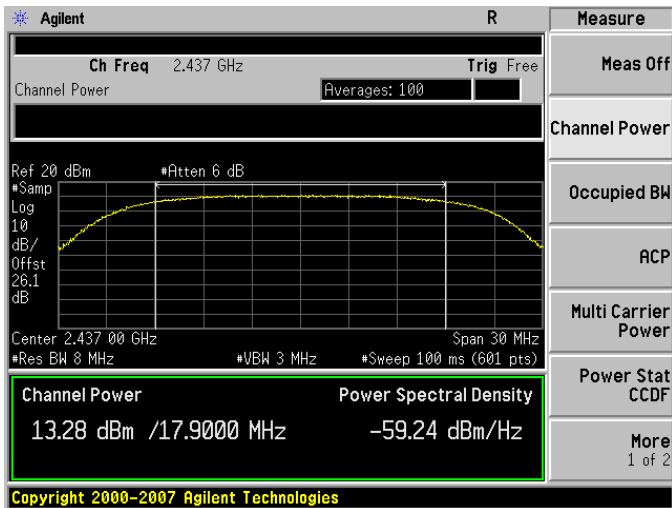 Agilent R Measure
Ch Freq 2.437 GHz Trig Free
Meas Off
Channel Power Averages: 100
Channel Power
Ref 20 dBm #Atten 6 dB
#Samp
Log
10
dB/
Offst
26.1
dB
Occupied BW
ACP
Multi Carrier
Power
Center 2.437 00 GHz Span 30 MHz
#Res BW 8 MHz #VBW 3 MHz #Sweep 100 ms (601 pts)
Power Stat
CCDF
Channel Power Power Spectral Density
13.28 dBm /17.9000 MHz -59.24 dBm/Hz
More
1 of 2
Copyright 2000-2007 Agilent Technologies